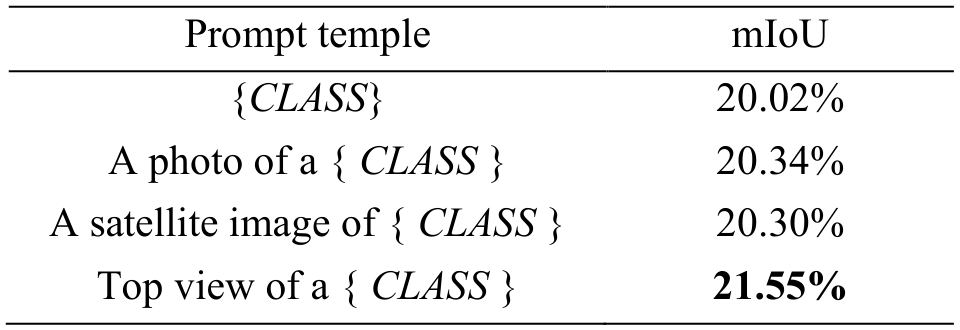 Prompt temple mIoU
{CLASS} 20.02%
A photo of a { CLASS } 20.34%
A satellite image of { CLASS } 20.30%
Top view of a { CLASS } 21.55%